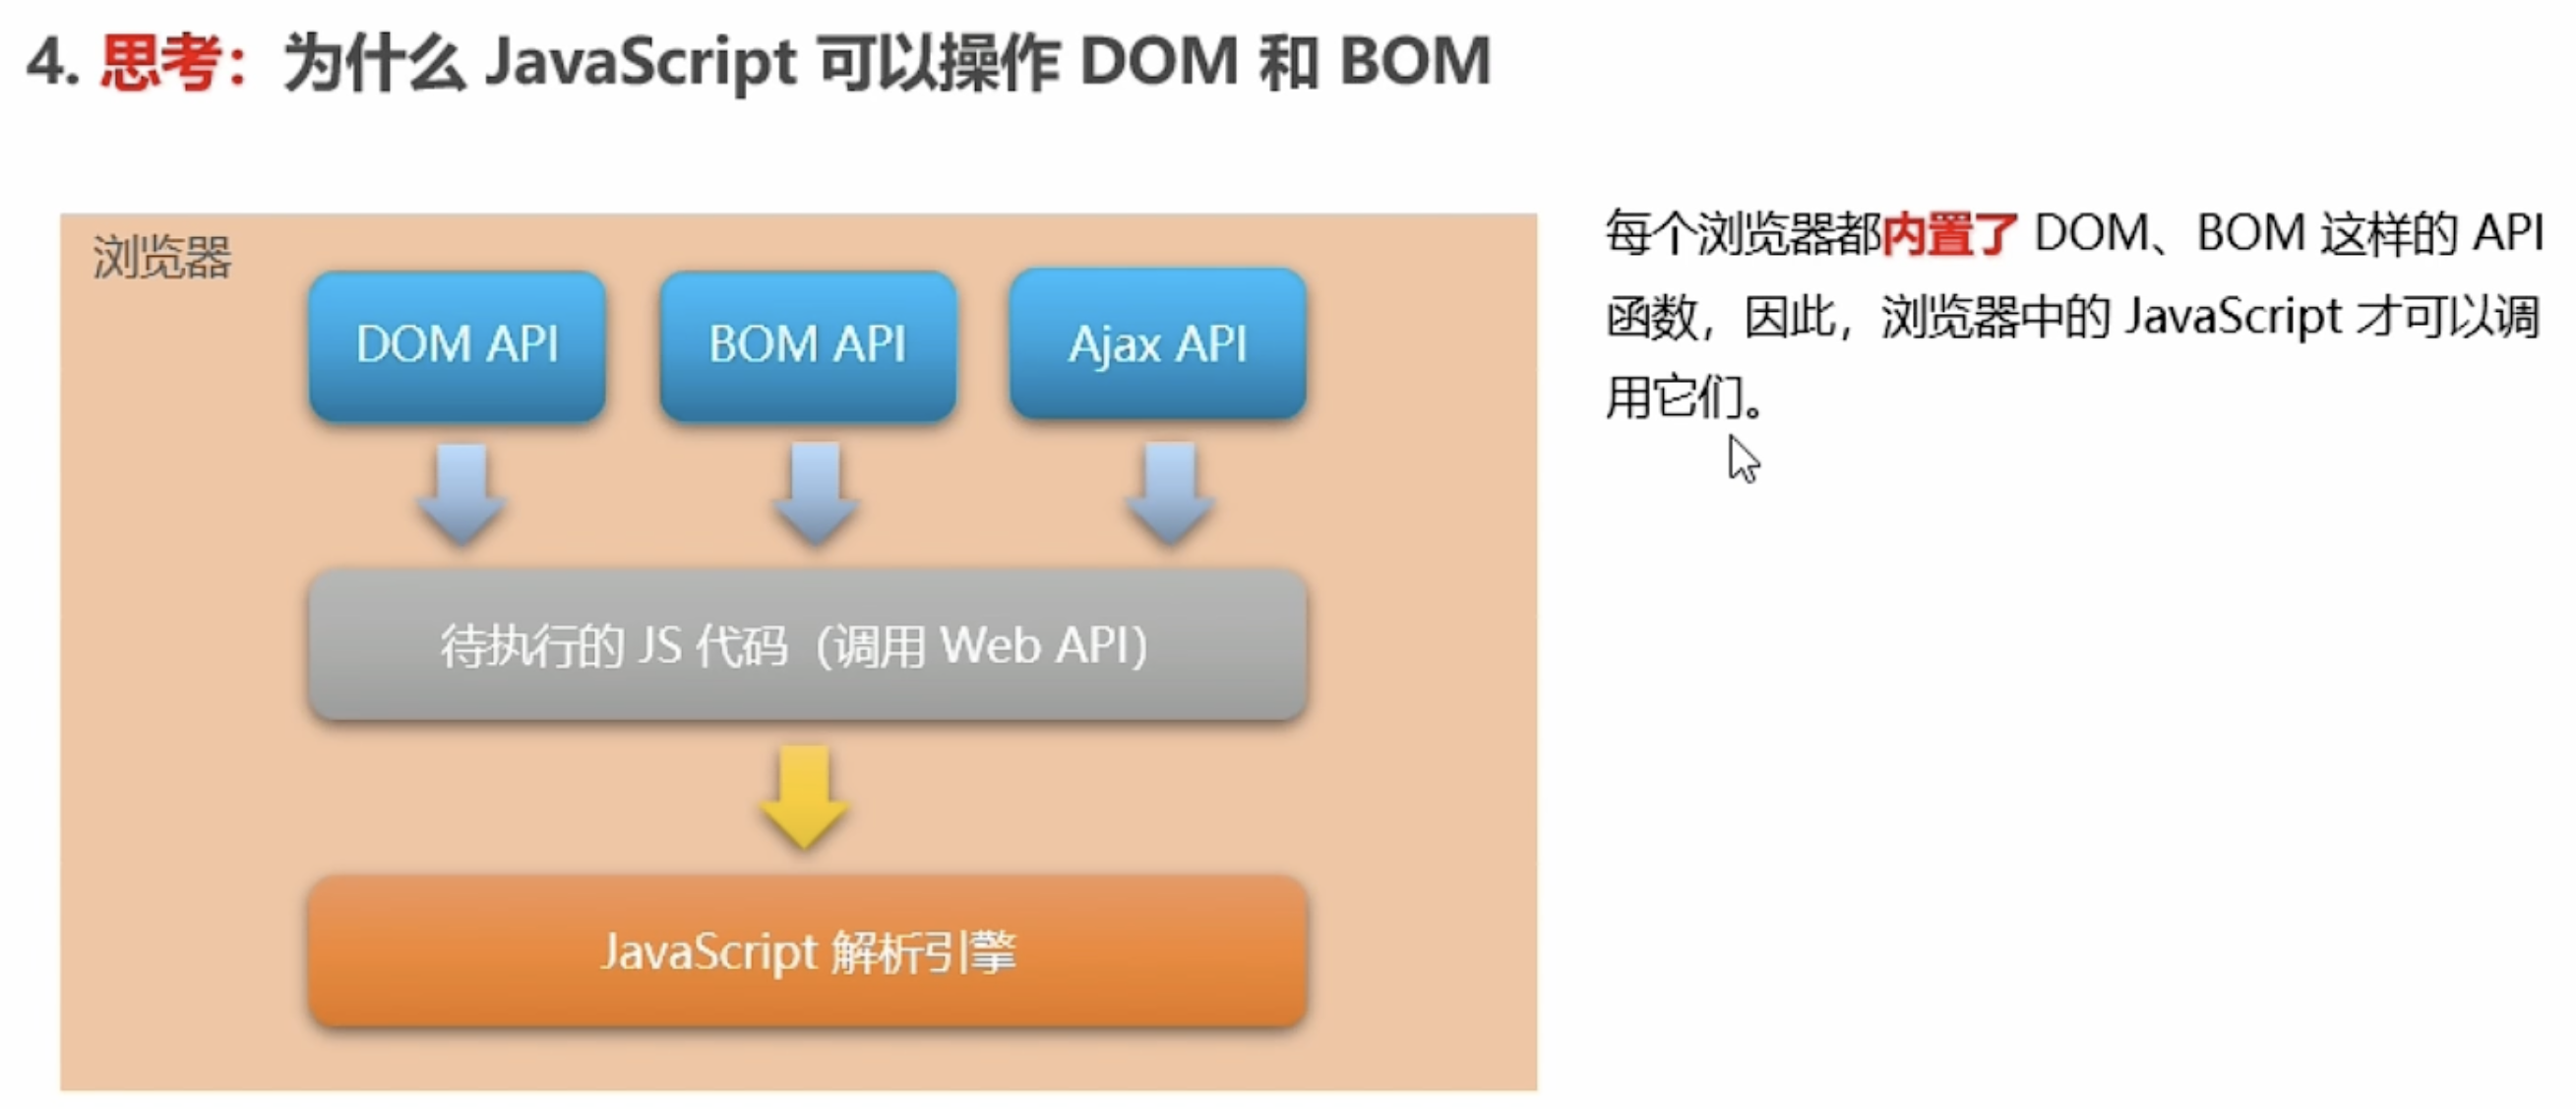 4. 思考：为什么 JavaScript 可以操作 DOM 和 BOM
浏览器
DOM API
BOM API
Ajax API
待执行的 JS 代码（调用 Web API）
JavaScript 解析引擎
每个浏览器都内置了 DOM、BOM 这样的 API
函数，因此，浏览器中的 JavaScript 才可以调
用它们。